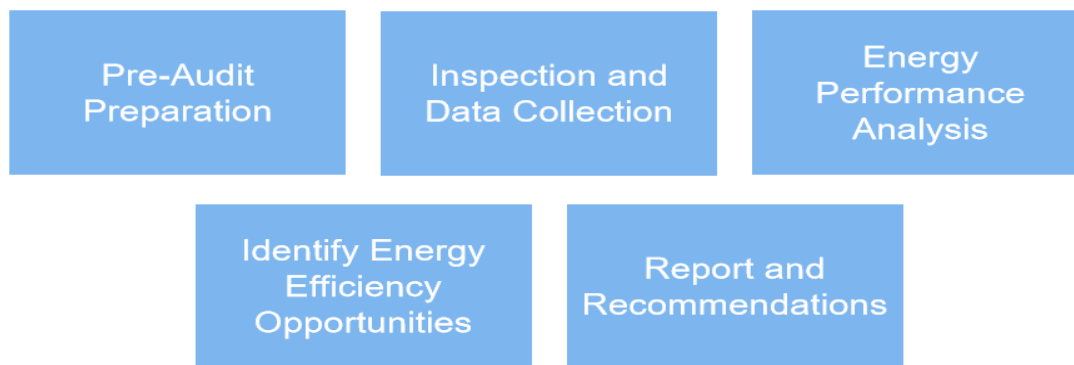 Pre-Audit
Preparation
Inspection and
Data Collection
Energy
Performance
Analysis
Identify Energy
Efficiency
Opportunities
Report and
Recommendations